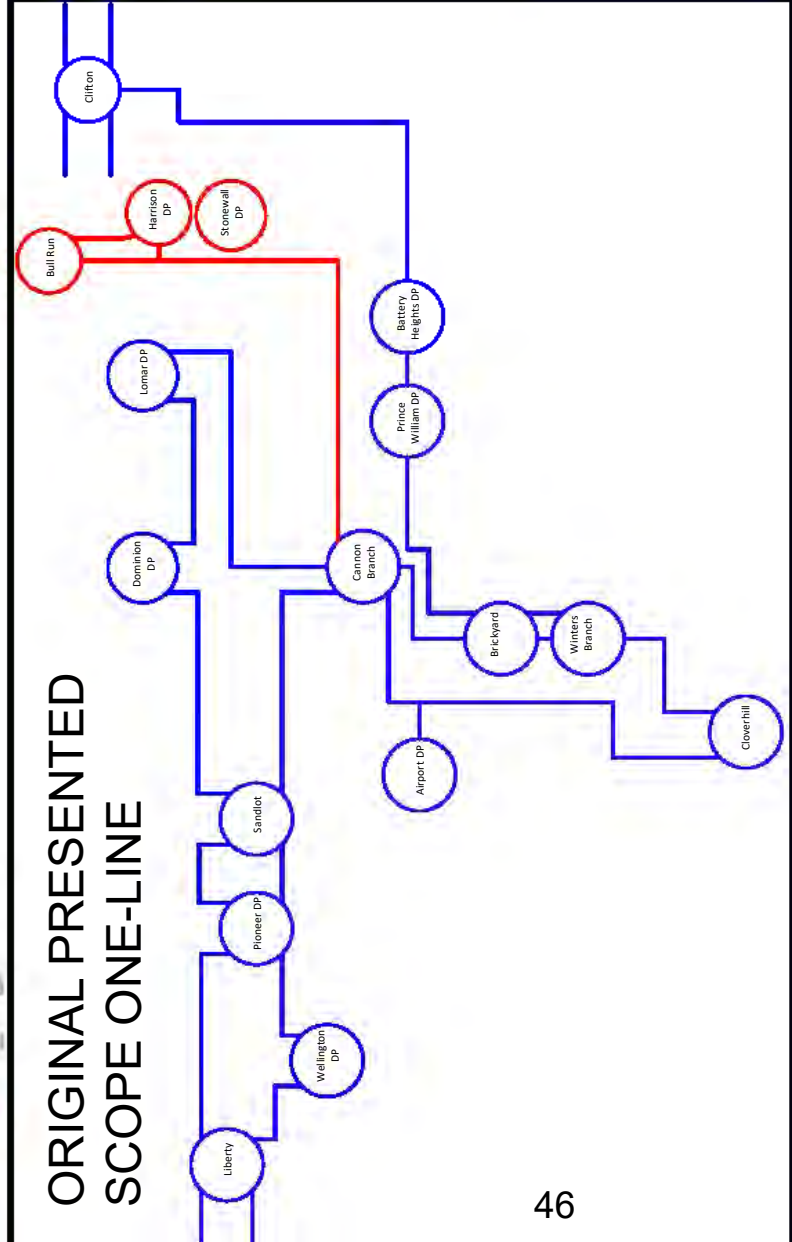 ORIGINAL PRESENTED
SCOPE ONE-LINE
Clifton
Bull Run
Harrison
DP
Stonewall
DP
Lomar DP
Dominion
DP
Battery
Heights DP
Prince
William DP
Cannon
Branch
Sandlot
Pioneer DP
Brickyard
Winters
Branch
Airport DP
Cloverhill
Wellington
DP
Liberty
46